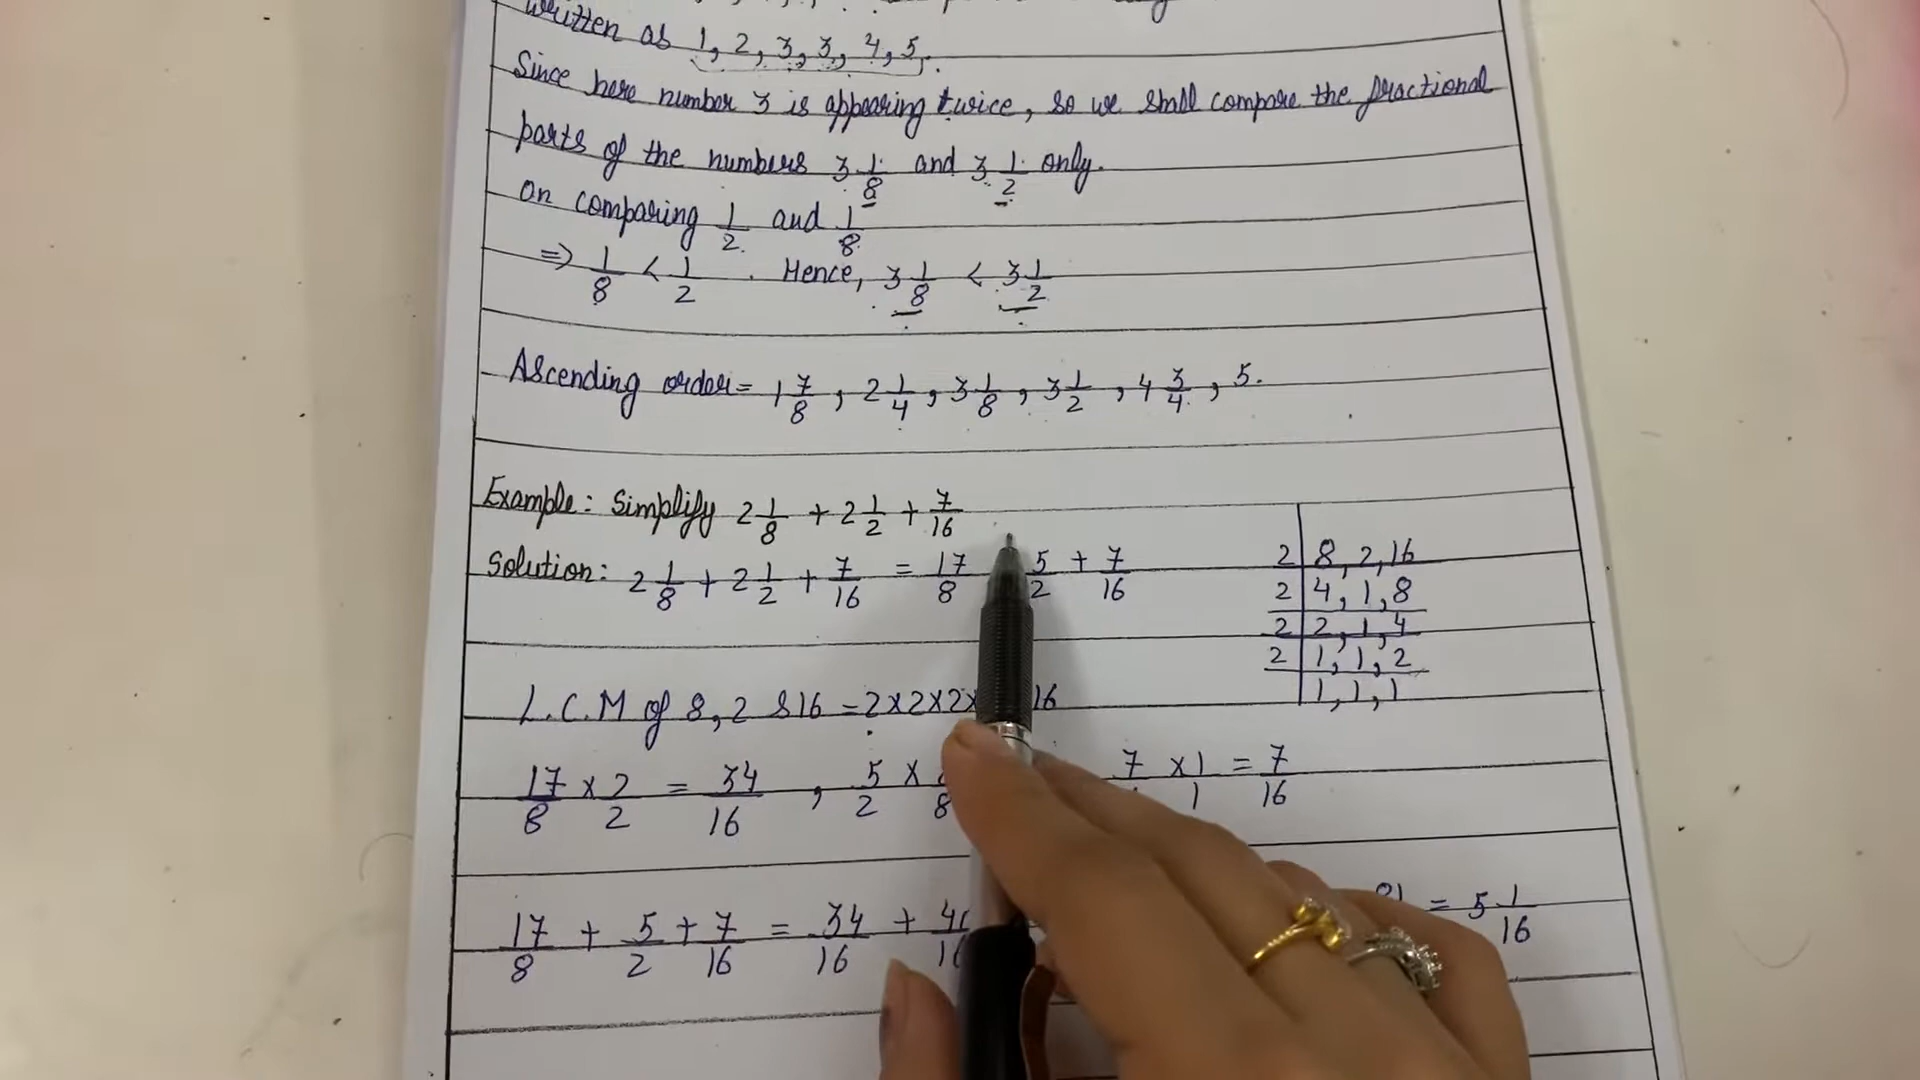 written as 1, 2, 3, 3, 4, 5.
Since here number 3 is appearing twice, so we shall compare the fractional
parts of the numbers 3 1/8 and 3 1/2 only.
On comparing 1/2 and 1/8
=> 1/8 < 1/2 . Hence, 3 1/8 < 3 1/2
Ascending order = 1 7/8, 2 1/4, 3 1/8, 3 1/2, 4 3/4, 5.
Example: Simplify 2 1/8 + 2 1/2 + 7/16
Solution: 2 1/8 + 2 1/2 + 7/16 = 17/8 5/2 + 7/16
2 | 8, 2, 16
2 | 4, 1, 8
2 | 2, 1, 4
2 | 1, 1, 2
1, 1, 1
L.C.M of 8, 2 & 16 = 2×2×2× 16
17/8 × 2/2 = 34/16 , 5/2 × /8 7/ × 1/1 = 7/16
17/8 + 5/2 + 7/16 = 34/16 + 40/16 = 5 1/16